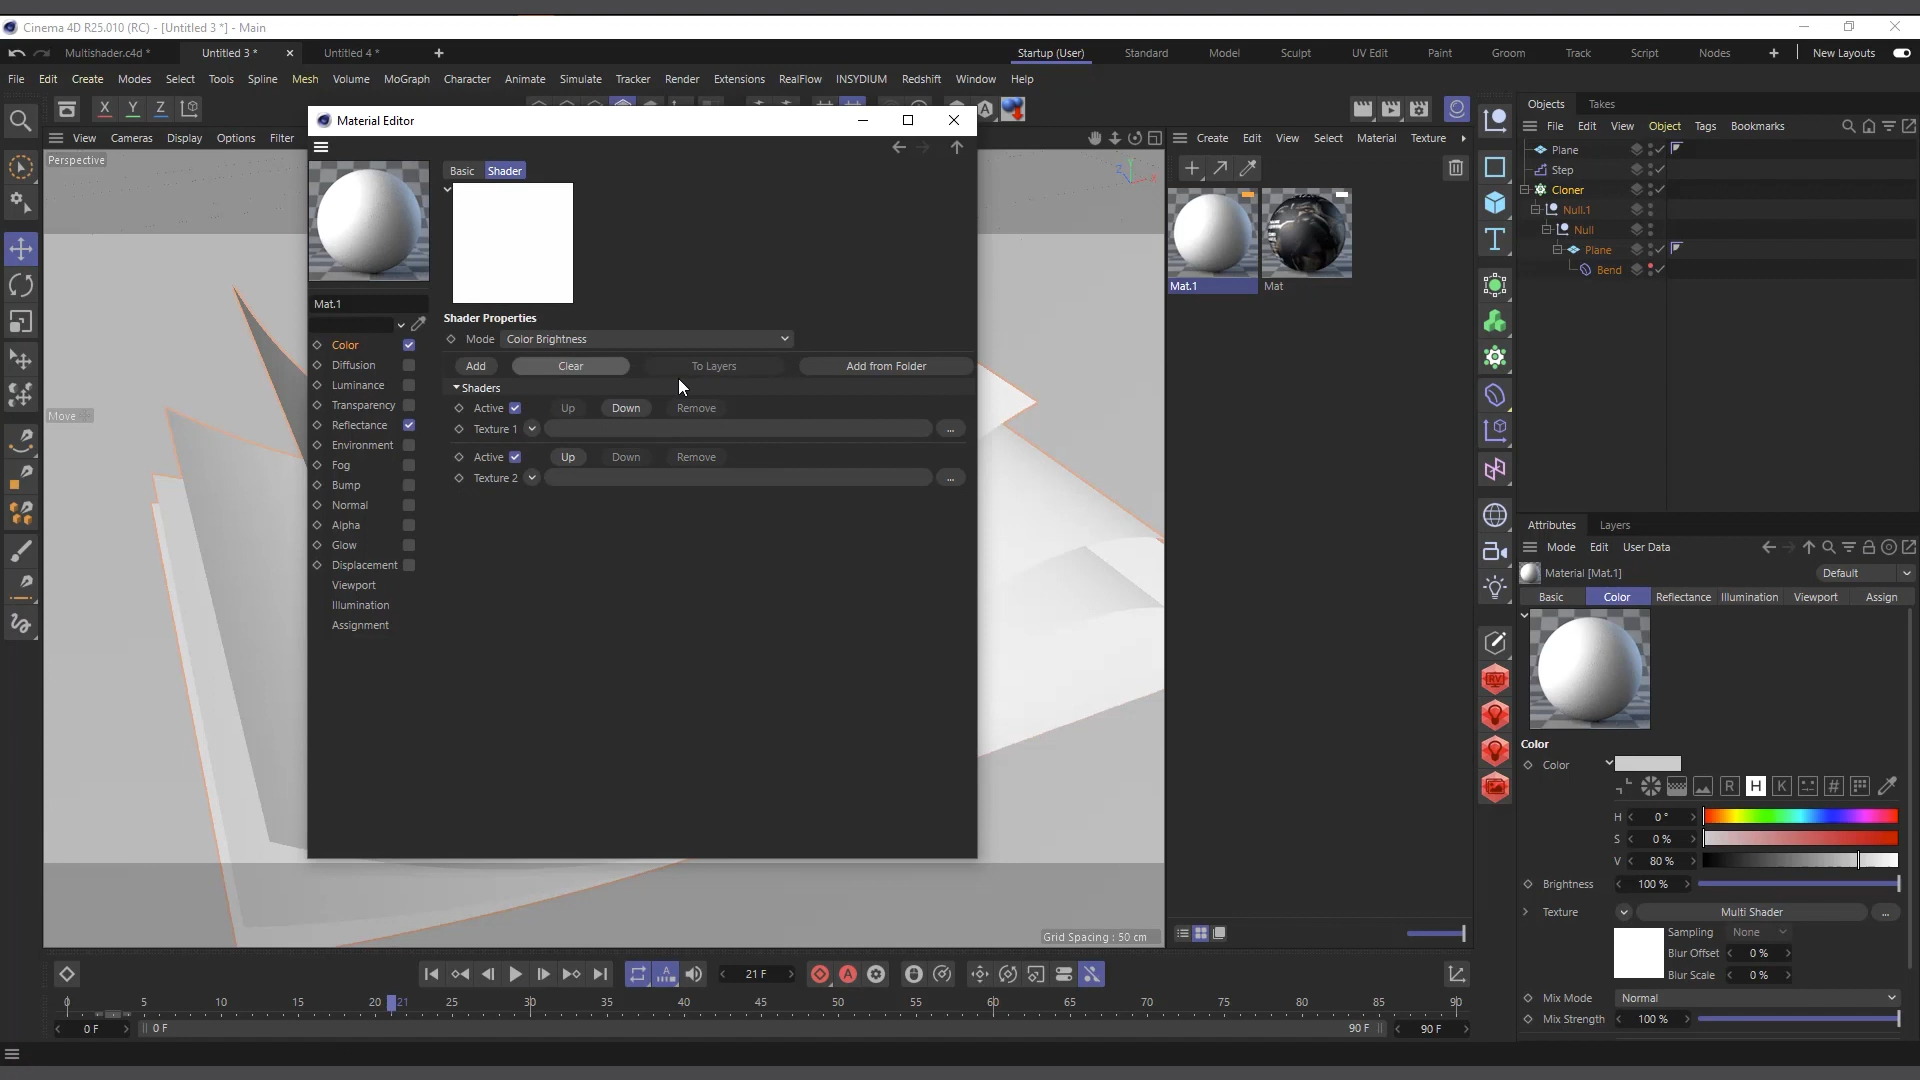 Cinema 4D R25.010 (RC) - [Untitled 3 *] - Main
Multishader.c4d *
Untitled 3 *
Untitled 4 *
Startup (User)
Standard
Model
Sculpt
UV Edit
Paint
Groom
Track
Script
Nodes
New Layouts
File Edit Create Modes Select Tools Spline Mesh Volume MoGraph Character Animate Simulate Tracker Render Extensions RealFlow INSYDIUM Redshift Window Help
X Y Z
View Cameras Display Options Filter
Perspective
Move
Grid Spacing : 50 cm
Material Editor
Mat.1
Color
Diffusion
Luminance
Transparency
Reflectance
Environment
Fog
Bump
Normal
Alpha
Glow
Displacement
Viewport
Illumination
Assignment
Basic Shader
Shader Properties
Mode Color Brightness
Add Clear To Layers Add from Folder
Shaders
Active Up Down Remove
Texture 1 ...
Active Up Down Remove
Texture 2 ...
Create Edit View Select Material Texture
Mat.1 Mat
Objects Takes
File Edit View Object Tags Bookmarks
Plane
Step
Cloner
Null.1
Null
Plane
Bend
Attributes Layers
Mode Edit User Data
Material [Mat.1] Default
Basic Color Reflectance Illumination Viewport Assign
Color
Color
R H K #
H 0 °
S 0 %
V 80 %
Brightness 100 %
Texture Multi Shader ...
Sampling None
Blur Offset 0 %
Blur Scale 0 %
Mix Mode Normal
Mix Strength 100 %
21 F
0 5 10 15 20 21 25 30 35 40 45 50 55 60 65 70 75 80 85 90
0 F 0 F 90 F 90 F